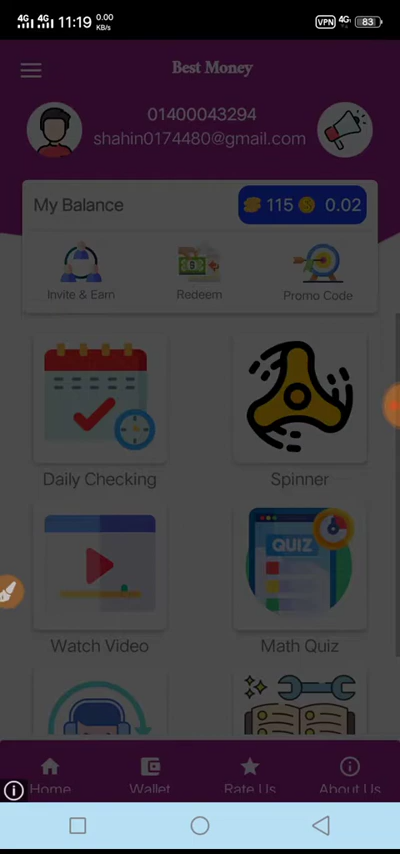 4G 4G 11:19 0.00 KB/s VPN 4G 83
Best Money
01400043294
shahin0174480@gmail.com
My Balance 115 0.02
Invite & Earn Redeem Promo Code
Daily Checking Spinner
QUIZ
Watch Video Math Quiz
Home Wallet Rate Us About Us